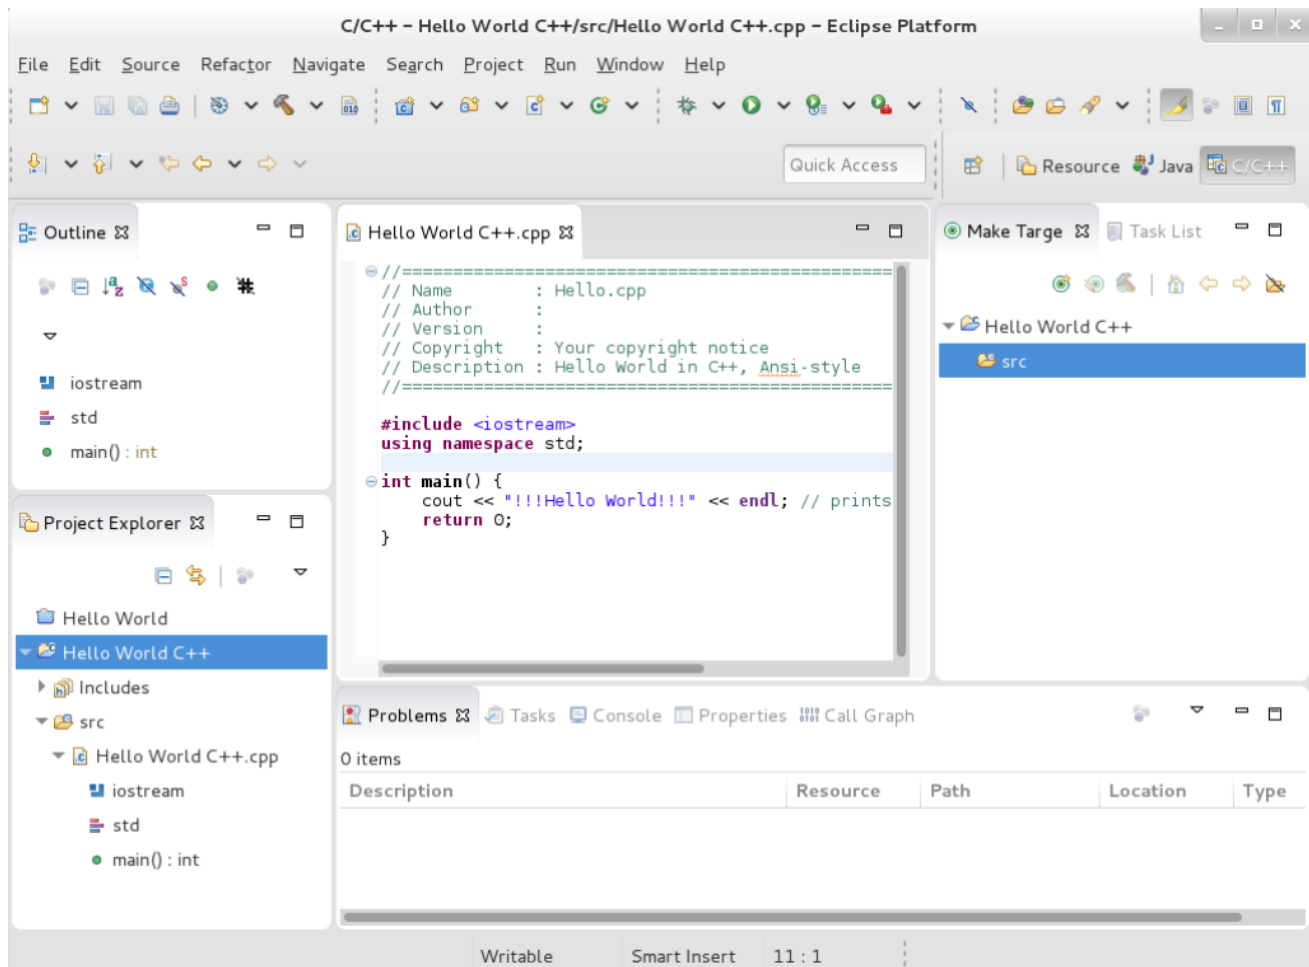 C/C++ – Hello World C++/src/Hello World C++.cpp – Eclipse Platform
File Edit Source Refactor Navigate Search Project Run Window Help
Quick Access
Resource Java C/C++
Outline
iostream
std
main() : int
Project Explorer
Hello World
Hello World C++
Includes
src
Hello World C++.cpp
iostream
std
main() : int
Hello World C++.cpp
//================================================
// Name        : Hello.cpp
// Author      :
// Version     :
// Copyright   : Your copyright notice
// Description : Hello World in C++, Ansi-style
//================================================
#include <iostream>
using namespace std;
int main() {
cout << "!!!Hello World!!!" << endl; // prints
return 0;
}
Make Targe Task List
Hello World C++
src
Problems Tasks Console Properties Call Graph
0 items
Description Resource Path Location Type
Writable Smart Insert 11 : 1